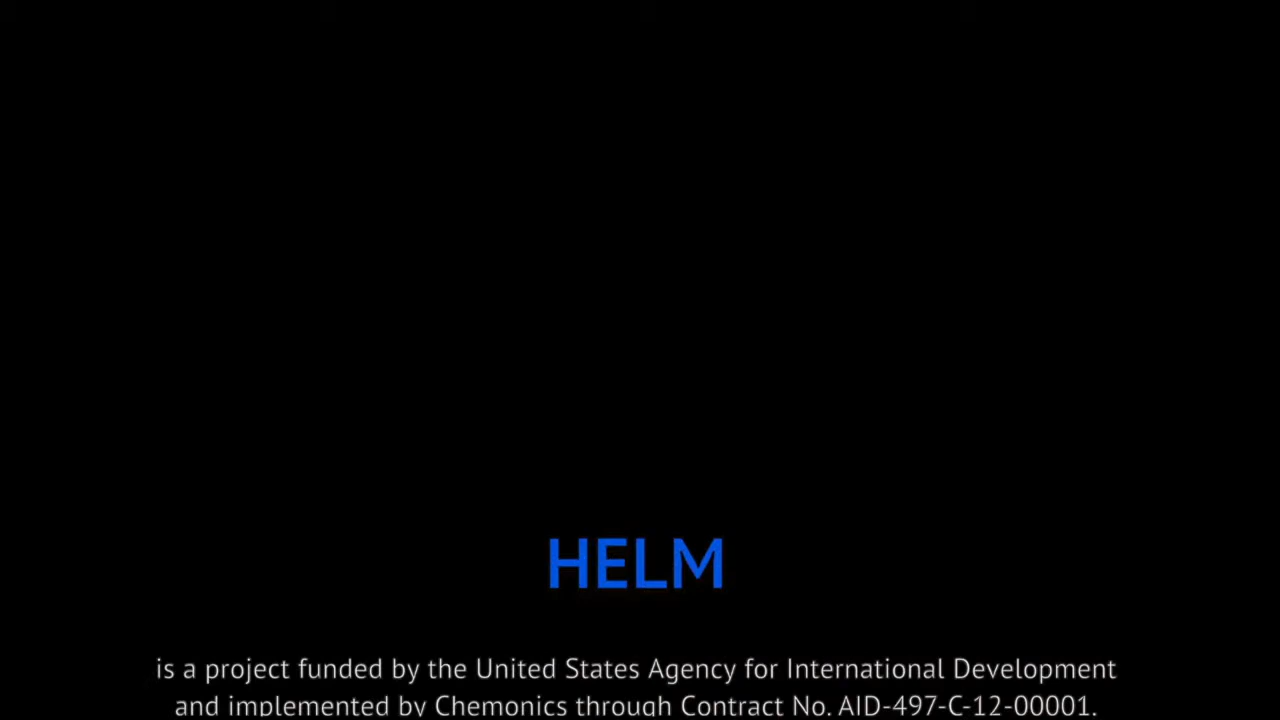 HELM
is a project funded by the United States Agency for International Development
and implemented by Chemonics through Contract No. AID-497-C-12-00001.